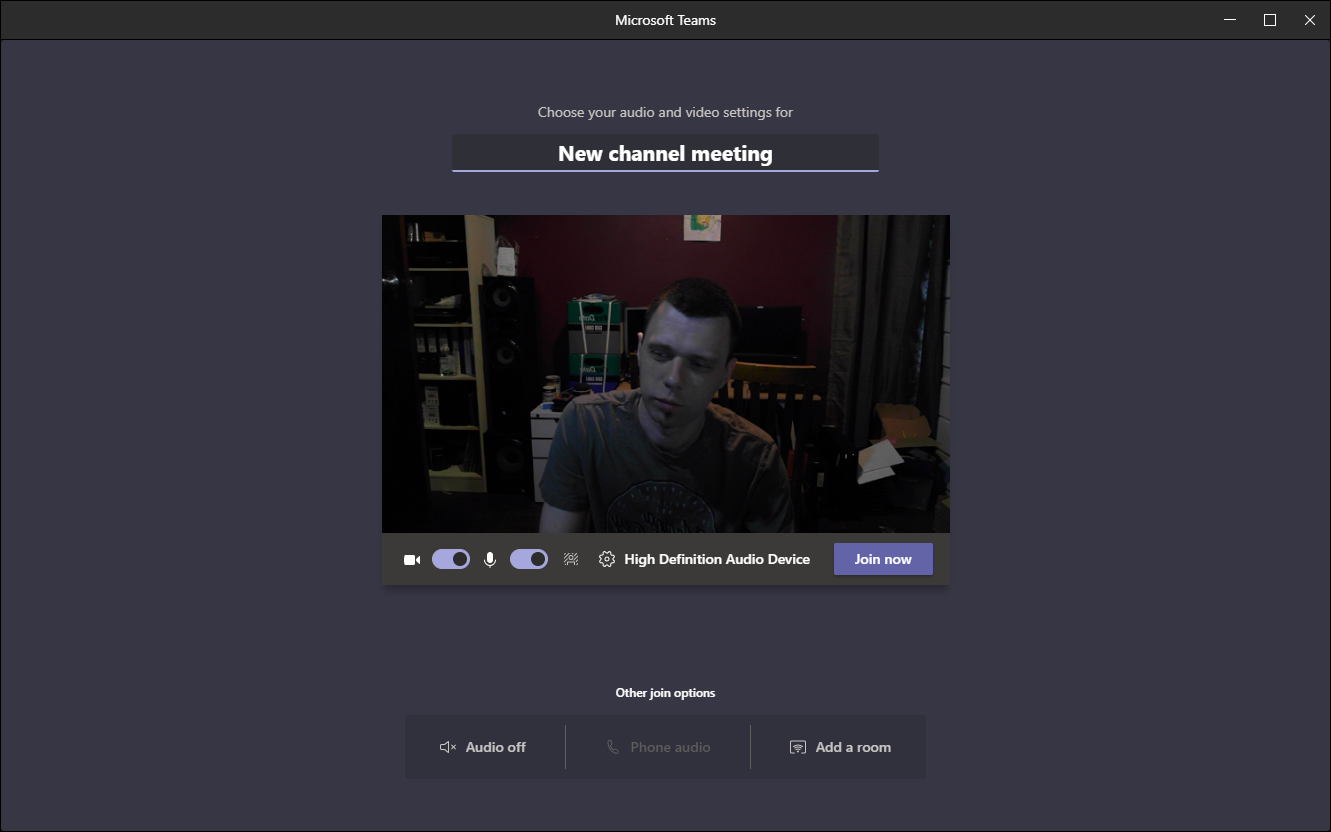 Microsoft Teams
Choose your audio and video settings for
New channel meeting
High Definition Audio Device
Join now
Other join options
Audio off
Phone audio
Add a room